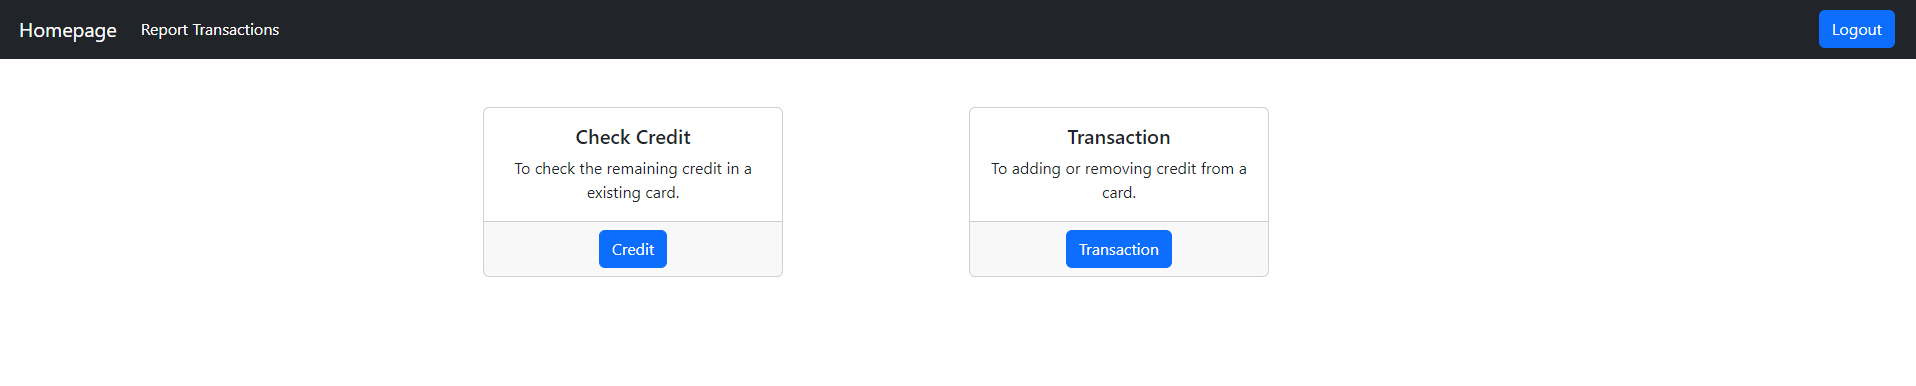 Homepage Report Transactions Logout
Check Credit
To check the remaining credit in a
existing card.
Credit
Transaction
To adding or removing credit from a
card.
Transaction